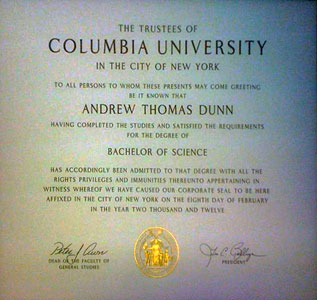 THE TRUSTEES OF
COLUMBIA UNIVERSITY
IN THE CITY OF NEW YORK
TO ALL PERSONS TO WHOM THESE PRESENTS MAY COME GREETING
BE IT KNOWN THAT
ANDREW THOMAS DUNN
HAVING COMPLETED THE STUDIES AND SATISFIED THE REQUIREMENTS
FOR THE DEGREE OF
BACHELOR OF SCIENCE
HAS ACCORDINGLY BEEN ADMITTED TO THAT DEGREE WITH ALL THE
RIGHTS PRIVILEGES AND IMMUNITIES THEREUNTO APPERTAINING IN
WITNESS WHEREOF WE HAVE CAUSED OUR CORPORATE SEAL TO BE HERE
AFFIXED IN THE CITY OF NEW YORK ON THE EIGHTH DAY OF FEBRUARY
IN THE YEAR TWO THOUSAND AND TWELVE
DEAN OF THE FACULTY OF
GENERAL STUDIES
PRESIDENT